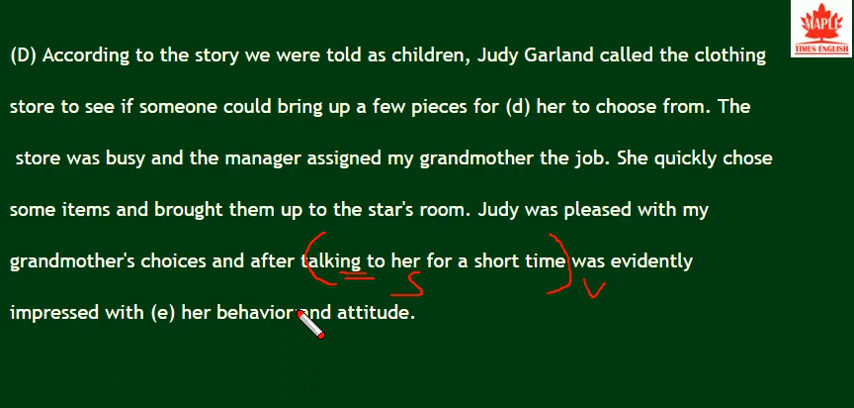 MAPLE
TIMES ENGLISH
(D) According to the story we were told as children, Judy Garland called the clothing
store to see if someone could bring up a few pieces for (d) her to choose from. The
store was busy and the manager assigned my grandmother the job. She quickly chose
some items and brought them up to the star's room. Judy was pleased with my
grandmother's choices and after talking to her for a short time was evidently
S
V
impressed with (e) her behavior and attitude.